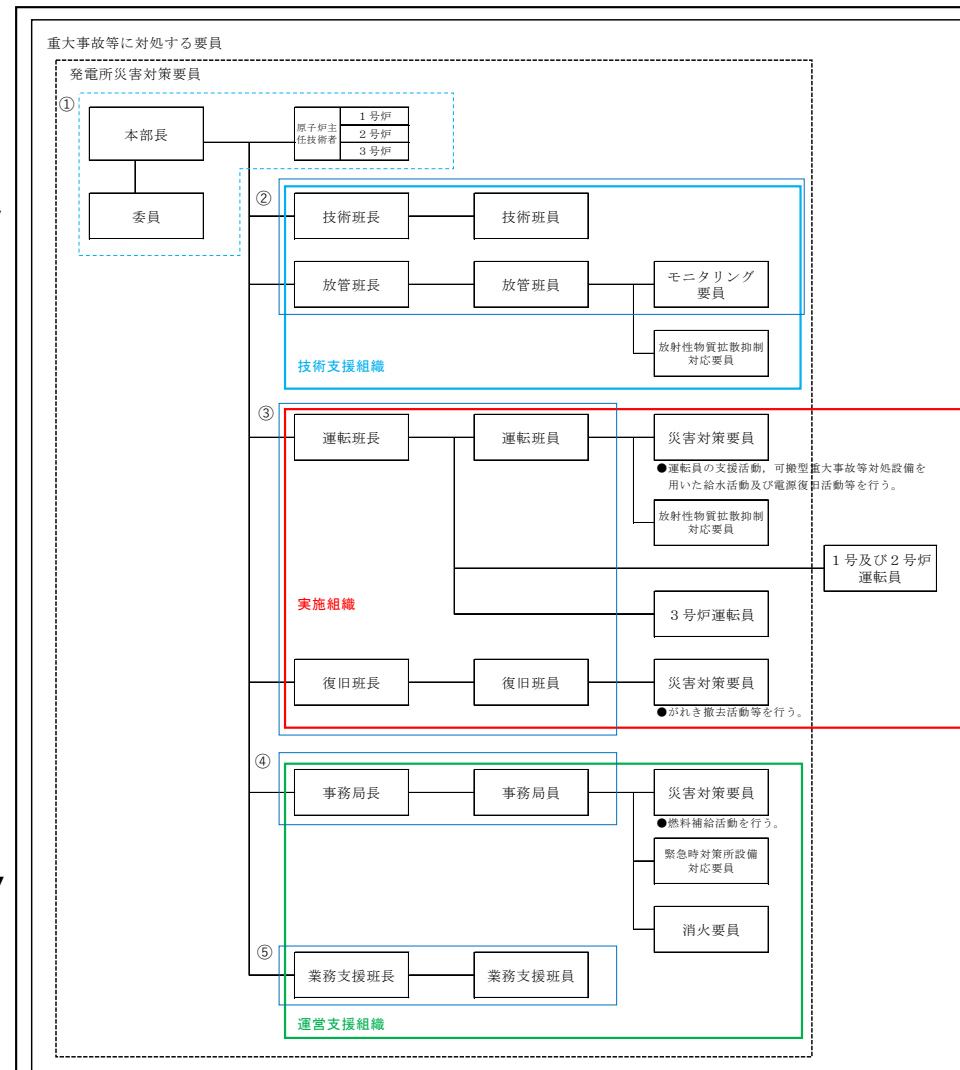 重大事故等に対処する要員
発電所災害対策要員
①
本部長
原子炉主
任技術者
1号炉
2号炉
3号炉
委員
②
技術班長
技術班員
放管班長
放管班員
モニタリング
要員
放射性物質拡散抑制
対応要員
技術支援組織
③
運転班長
運転班員
災害対策要員
●運転員の支援活動,可搬型重大事故等対処設備を
用いた給水活動及び電源復旧活動等を行う。
放射性物質拡散抑制
対応要員
1号及び2号炉
運転員
実施組織
3号炉運転員
復旧班長
復旧班員
災害対策要員
●がれき撤去活動等を行う。
④
事務局長
事務局員
災害対策要員
●燃料補給活動を行う。
緊急時対策所設備
対応要員
消火要員
⑤
業務支援班長
業務支援班員
運営支援組織